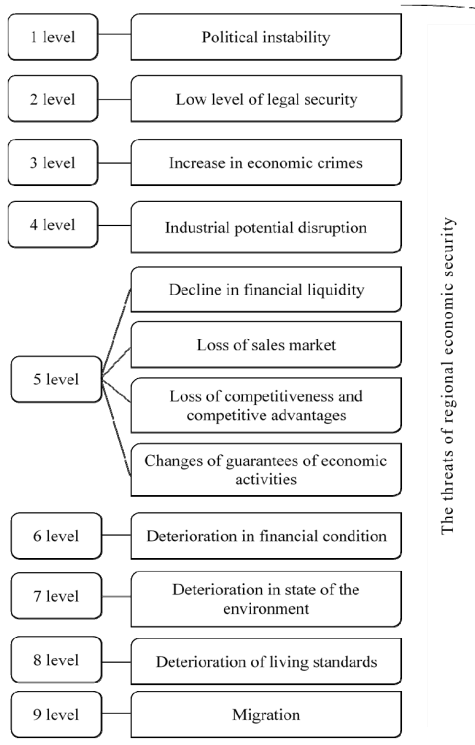 1 level
Political instability
2 level
Low level of legal security
3 level
Increase in economic crimes
4 level
Industrial potential disruption
5 level
Decline in financial liquidity
Loss of sales market
Loss of competitiveness and
competitive advantages
Changes of guarantees of economic
activities
6 level
Deterioration in financial condition
7 level
Deterioration in state of the
environment
8 level
Deterioration of living standards
9 level
Migration
The threats of regional economic security